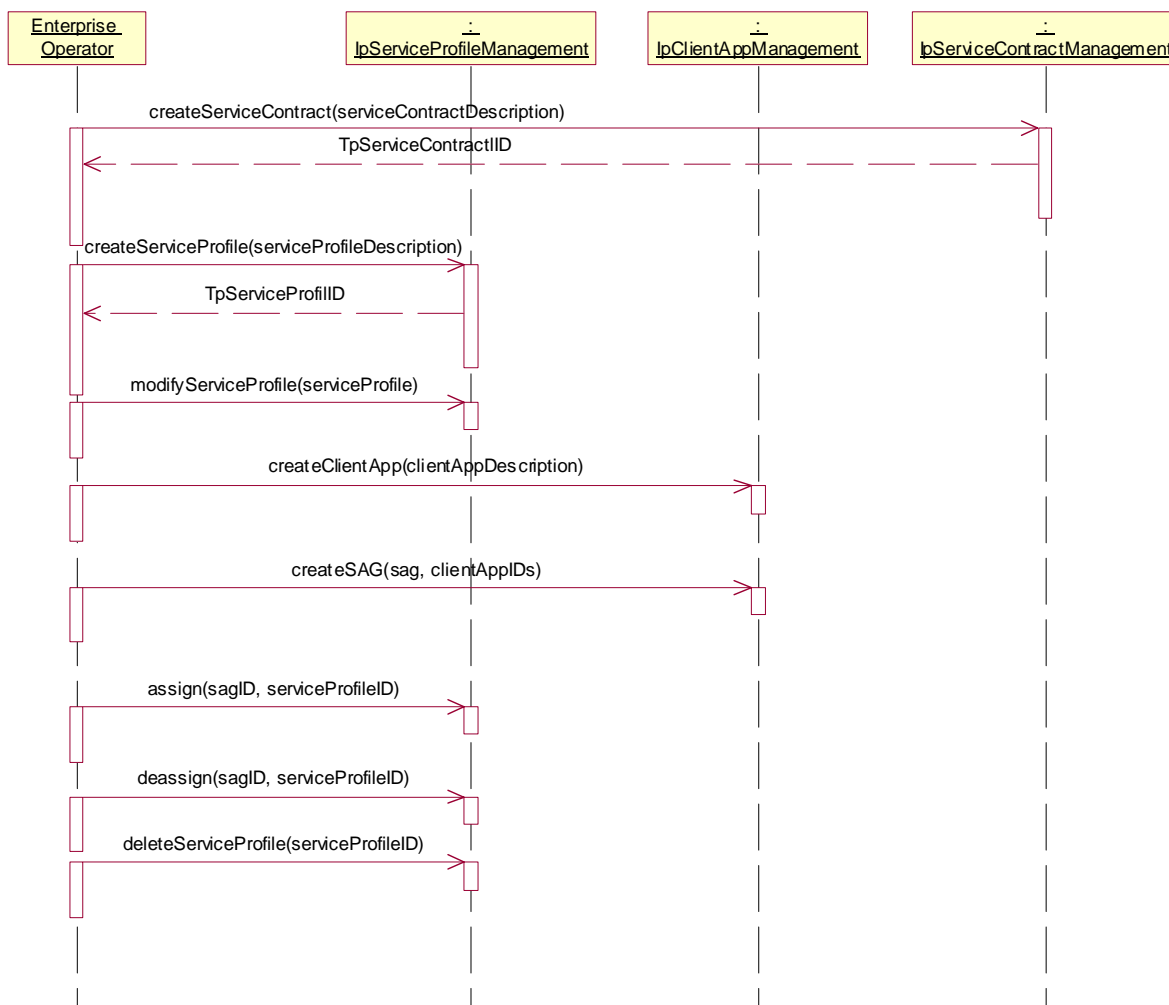 Enterprise
Operator
:
IpServiceProfileManagement
:
IpClientAppManagement
:
IpServiceContractManagement
createServiceContract(serviceContractDescription)
TpServiceContractIID
createServiceProfile(serviceProfileDescription)
TpServiceProfilID
modifyServiceProfile(serviceProfile)
createClientApp(clientAppDescription)
createSAG(sag, clientAppIDs)
assign(sagID, serviceProfileID)
deassign(sagID, serviceProfileID)
deleteServiceProfile(serviceProfileID)